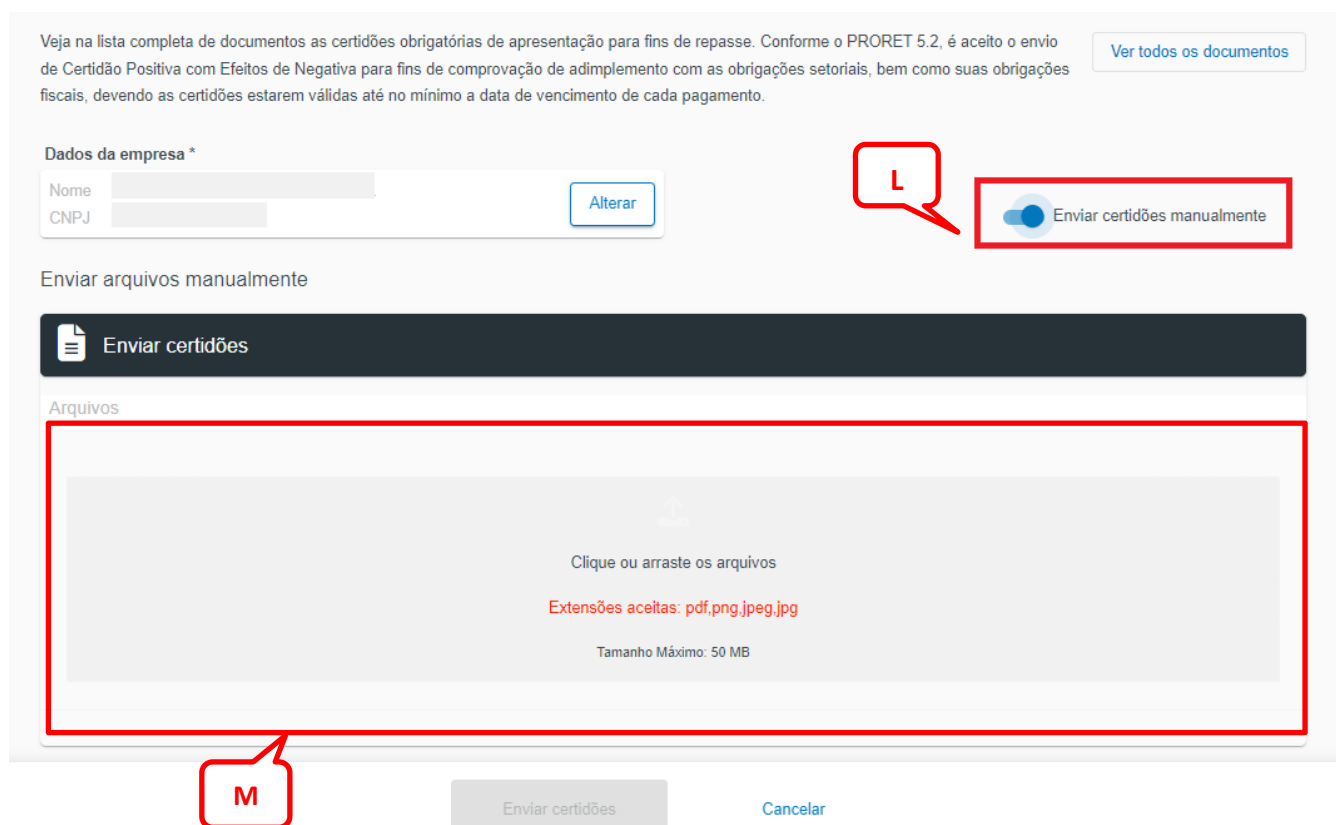 Veja na lista completa de documentos as certidões obrigatórias de apresentação para fins de repasse. Conforme o PRORET 5.2, é aceito o envio
de Certidão Positiva com Efeitos de Negativa para fins de comprovação de adimplemento com as obrigações setoriais, bem como suas obrigações
fiscais, devendo as certidões estarem válidas até no mínimo a data de vencimento de cada pagamento.
Ver todos os documentos
Dados da empresa *
Nome
CNPJ
Alterar
L
Enviar certidões manualmente
Enviar arquivos manualmente
Enviar certidões
Arquivos
Clique ou arraste os arquivos
Extensões aceitas: pdf,png,jpeg,jpg
Tamanho Máximo: 50 MB
M
Enviar certidões
Cancelar